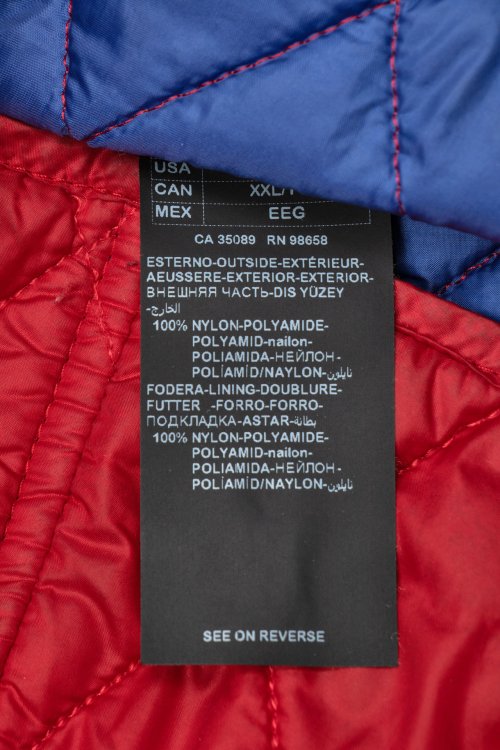 USA
CAN XXL/
MEX EEG
CA 35089 RN 98658
ESTERNO-OUTSIDE-EXTÉRIEUR-
AEUSSERE-EXTERIOR-EXTERIOR-
ВНЕШНЯЯ ЧАСТЬ-DIS YÜZEY
-الخارج
100% NYLON-POLYAMIDE-
POLYAMID-nailon-
POLIAMIDA-НЕЙЛОН-
POLİAMİD/NAYLON-نايلون
FODERA-LINING-DOUBLURE-
FUTTER -FORRO-FORRO-
ПОДКЛАДКА-ASTAR-بطانة
100% NYLON-POLYAMIDE-
POLYAMID-nailon-
POLIAMIDA-НЕЙЛОН-
POLİAMİD/NAYLON-نايلون
SEE ON REVERSE